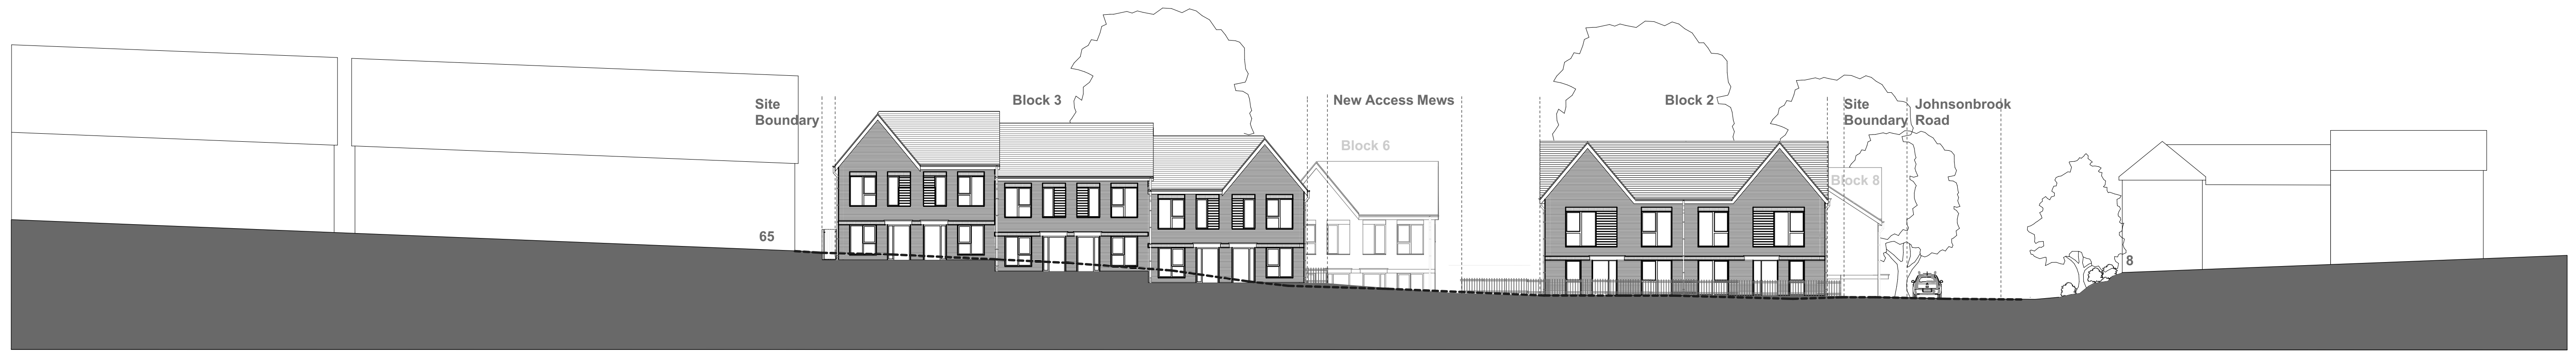 Site
Boundary
Block 3
New Access Mews
Block 2
Site
Boundary
Johnsonbrook
Road
Block 6
Block 8
65
8